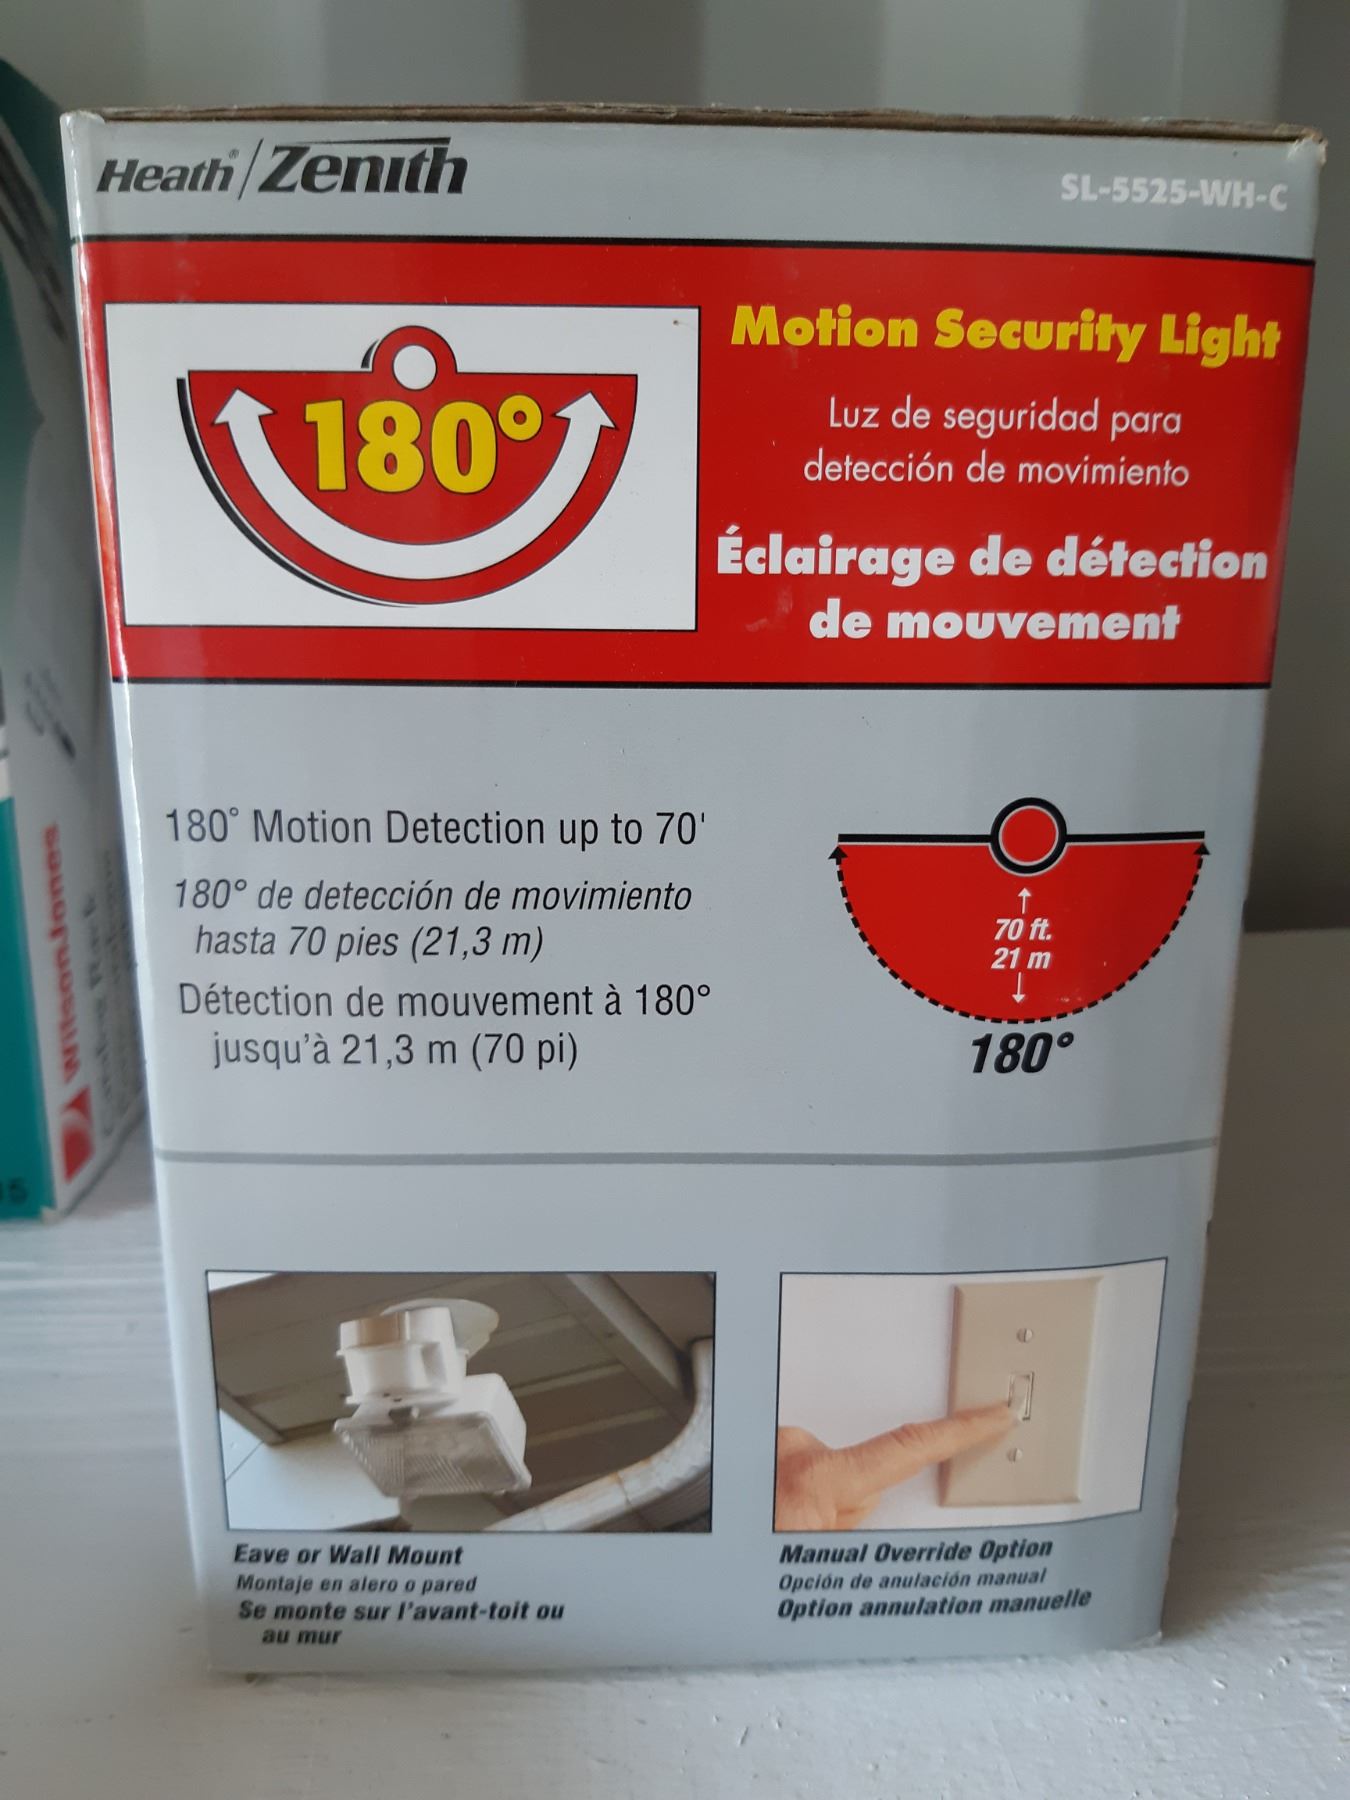 Heath®/Zenith
SL-5525-WH-C
180°
Motion Security Light
Luz de seguridad para
detección de movimiento
Éclairage de détection
de mouvement
180° Motion Detection up to 70'
180° de detección de movimiento
hasta 70 pies (21,3 m)
Détection de mouvement à 180°
jusqu'à 21,3 m (70 pi)
70 ft.
21 m
180°
Eave or Wall Mount
Montaje en alero o pared
Se monte sur l'avant-toit ou
au mur
Manual Override Option
Opción de anulación manual
Option annulation manuelle
WilsonJones